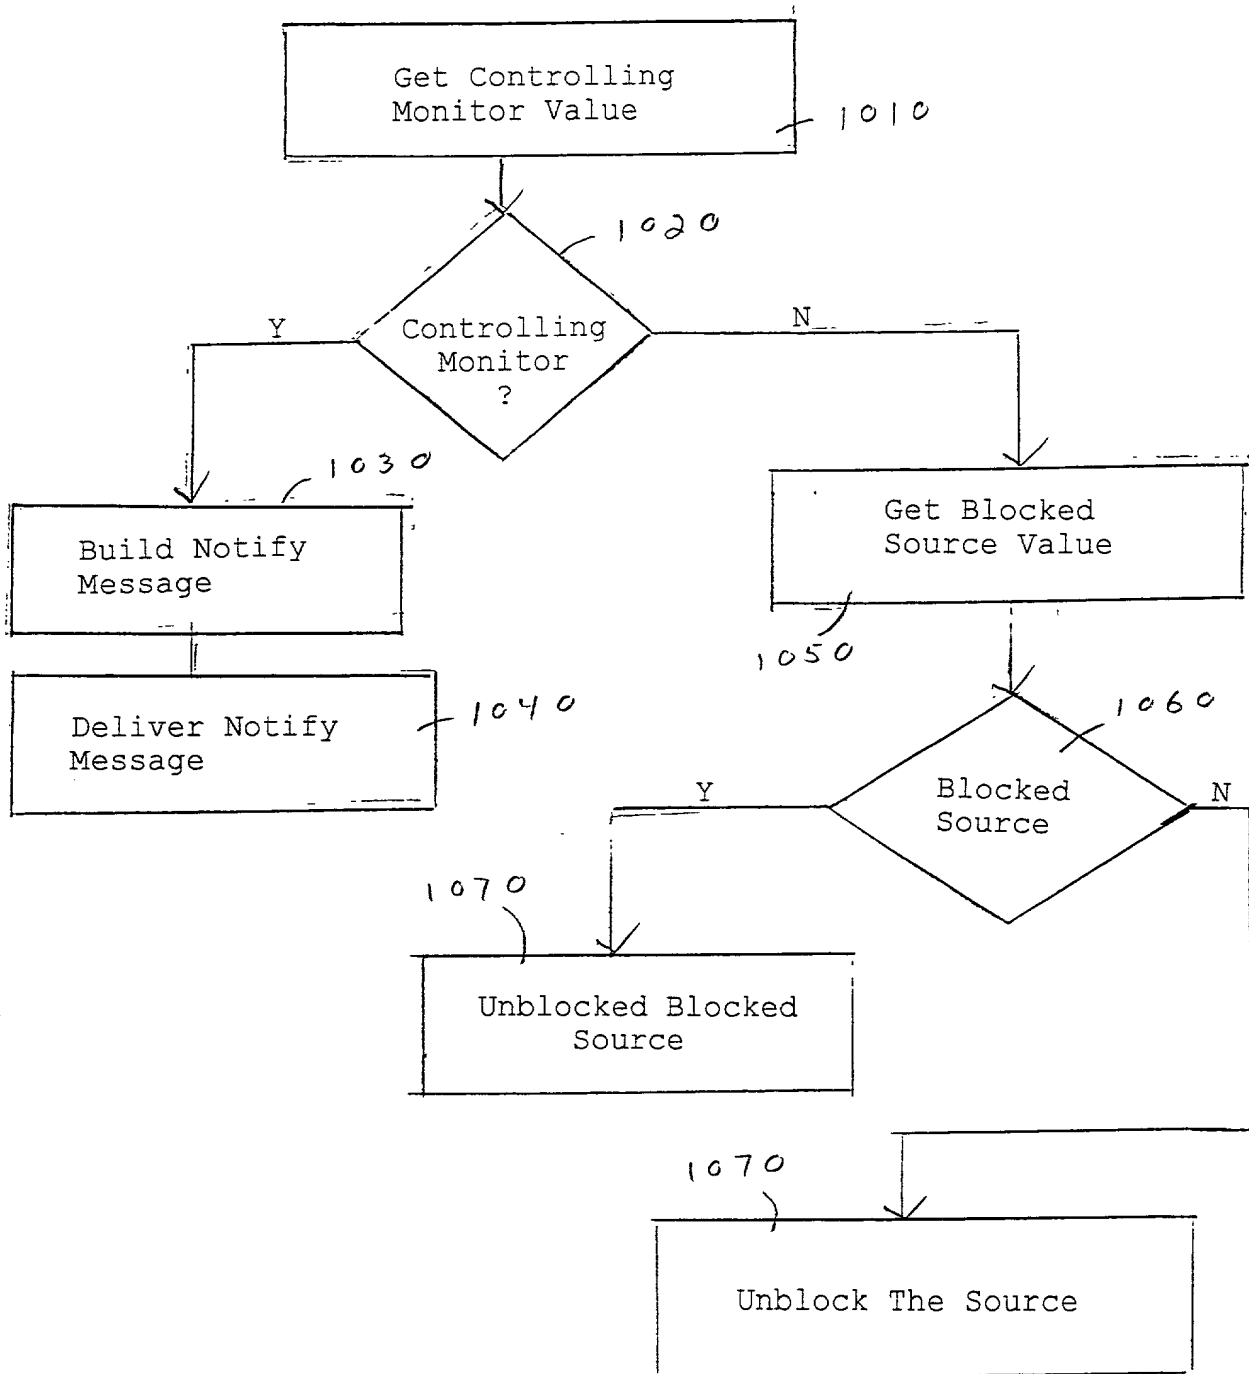 Get Controlling
Monitor Value
1010
1020
Controlling
Monitor
?
Y
N
1030
Build Notify
Message
Get Blocked
Source Value
1050
Deliver Notify
Message
1040
1060
Blocked
Source
Y
N
1070
Unblocked Blocked
Source
1070
Unblock The Source